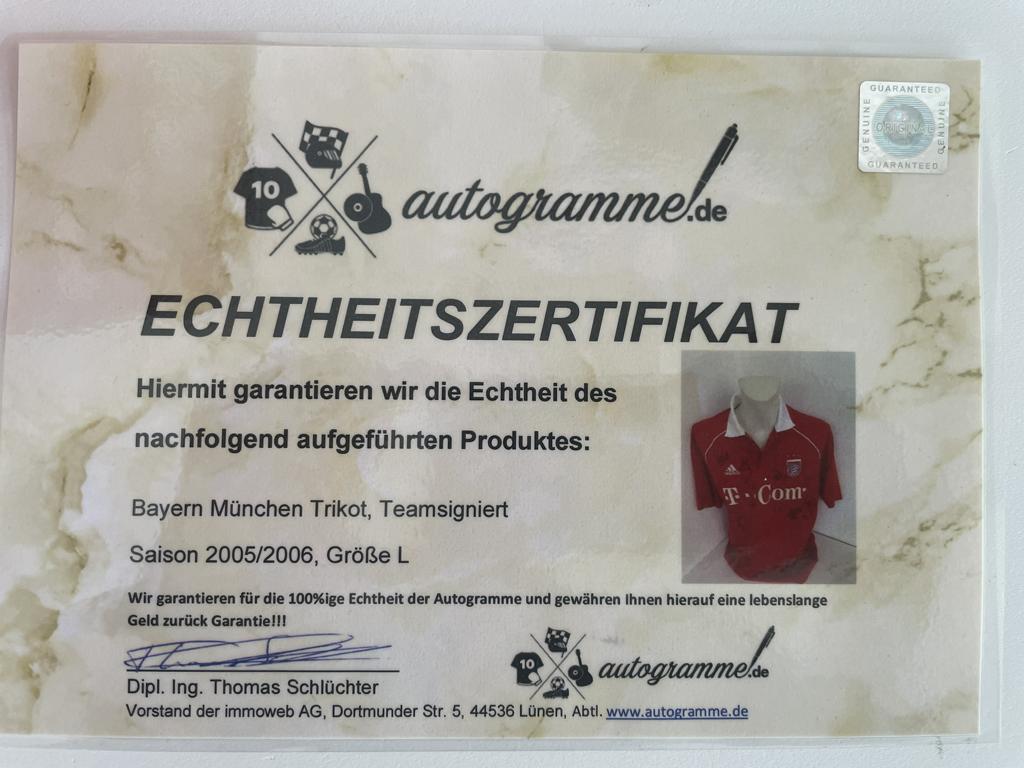 GUARANTEED
GENUINE
ORIGINAL
GENUINE
GUARANTEED
10
autogramme.de
ECHTHEITSZERTIFIKAT
Hiermit garantieren wir die Echtheit des
nachfolgend aufgeführten Produktes:
adidas
T··Com·
Bayern München Trikot, Teamsigniert
Saison 2005/2006, Größe L
Wir garantieren für die 100%ige Echtheit der Autogramme und gewähren Ihnen hierauf eine lebenslange
Geld zurück Garantie!!!
10
autogramme.de
Dipl. Ing. Thomas Schlüchter
Vorstand der immoweb AG, Dortmunder Str. 5, 44536 Lünen, Abtl. www.autogramme.de